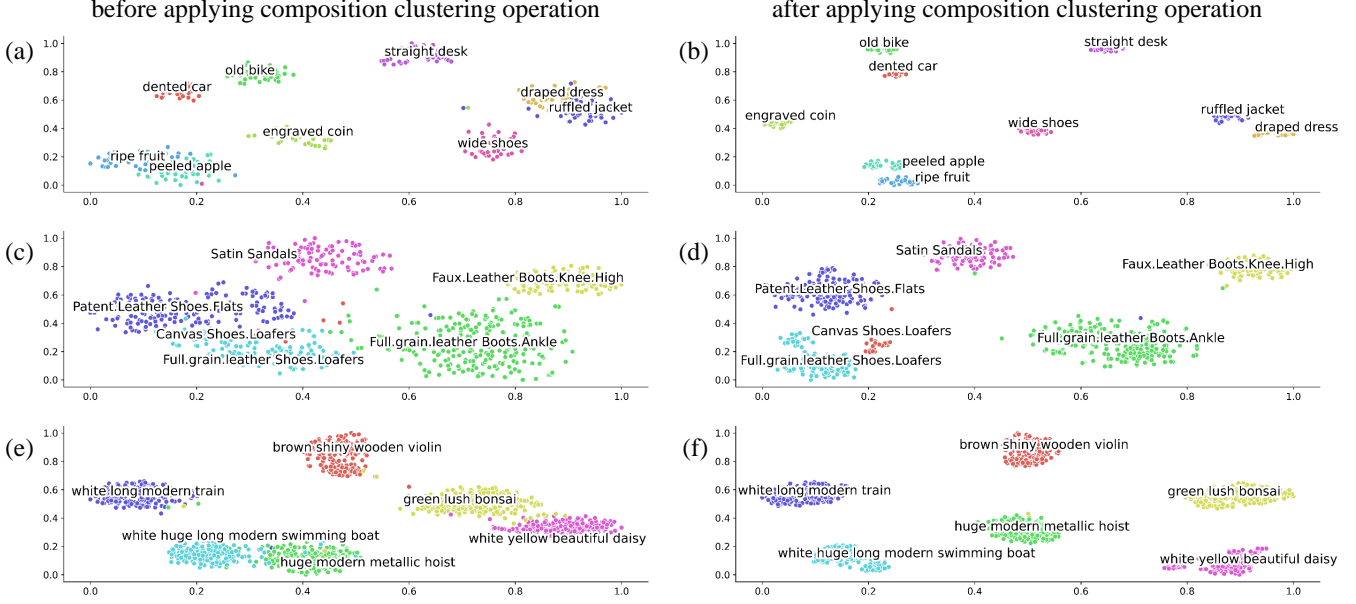 before applying composition clustering operation
after applying composition clustering operation
(a)
1.0
0.8
0.6
0.4
0.2
0.0
straight desk
old bike
dented car
draped dress
ruffled jacket
engraved coin
wide shoes
ripe fruit
peeled apple
0.0 0.2 0.4 0.6 0.8 1.0
(b)
1.0
0.8
0.6
0.4
0.2
0.0
old bike
straight desk
dented car
ruffled jacket
engraved coin
wide shoes
draped dress
peeled apple
ripe fruit
0.0 0.2 0.4 0.6 0.8 1.0
(c)
1.0
0.8
0.6
0.4
0.2
0.0
Satin Sandals
Faux.Leather Boots.Knee.High
Patent.Leather Shoes.Flats
Canvas Shoes.Loafers
Full.grain.leather Boots.Ankle
Full.grain.leather Shoes.Loafers
0.0 0.2 0.4 0.6 0.8 1.0
(d)
1.0
0.8
0.6
0.4
0.2
0.0
Satin Sandals
Faux.Leather Boots.Knee.High
Patent.Leather Shoes.Flats
Canvas Shoes.Loafers
Full.grain.leather Boots.Ankle
Full.grain.leather Shoes.Loafers
0.0 0.2 0.4 0.6 0.8 1.0
(e)
1.0
0.8
0.6
0.4
0.2
0.0
brown shiny wooden violin
white long modern train
green lush bonsai
white huge long modern swimming boat
white yellow beautiful daisy
huge modern metallic hoist
0.0 0.2 0.4 0.6 0.8 1.0
(f)
1.0
0.8
0.6
0.4
0.2
0.0
brown shiny wooden violin
white long modern train
green lush bonsai
huge modern metallic hoist
white huge long modern swimming boat
white yellow beautiful daisy
0.0 0.2 0.4 0.6 0.8 1.0